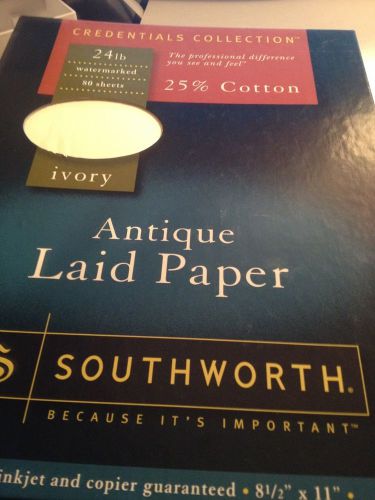 CREDENTIALS COLLECTION™
24lb
watermarked
80 sheets
The professional difference
you see and feel"
25% Cotton
ivory
Antique
Laid Paper
S SOUTHWORTH®
BECAUSE IT'S IMPORTANT™
inkjet and copier guaranteed • 8½" x 11" •